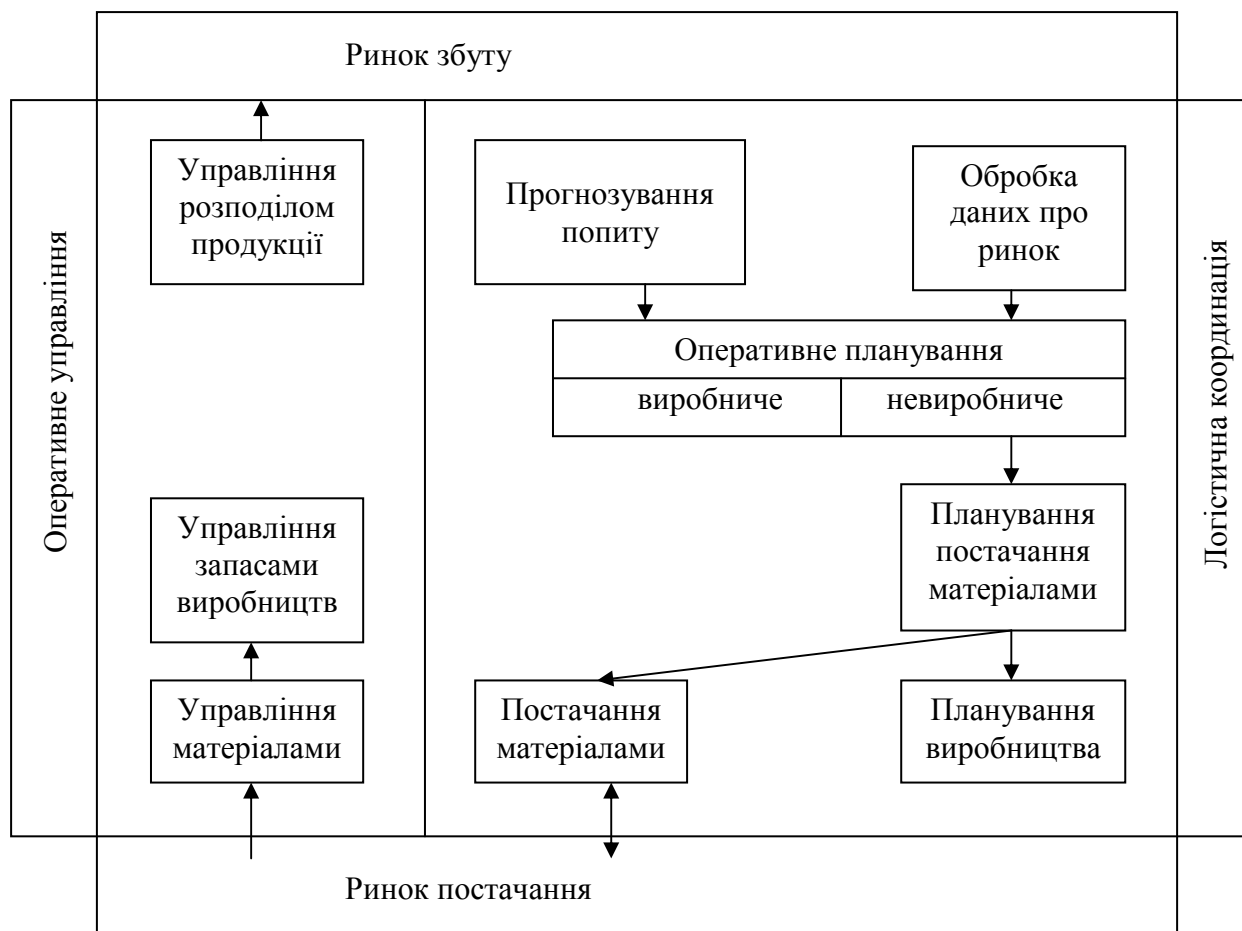 Ринок збуту
Оперативне управління
Управління
розподілом
продукції
Управління
запасами
виробництв
Управління
матеріалами
Прогнозування
попиту
Обробка
даних про
ринок
Оперативне планування
виробниче
невиробниче
Планування
постачання
матеріалами
Постачання
матеріалами
Планування
виробництва
Логістична координація
Ринок постачання